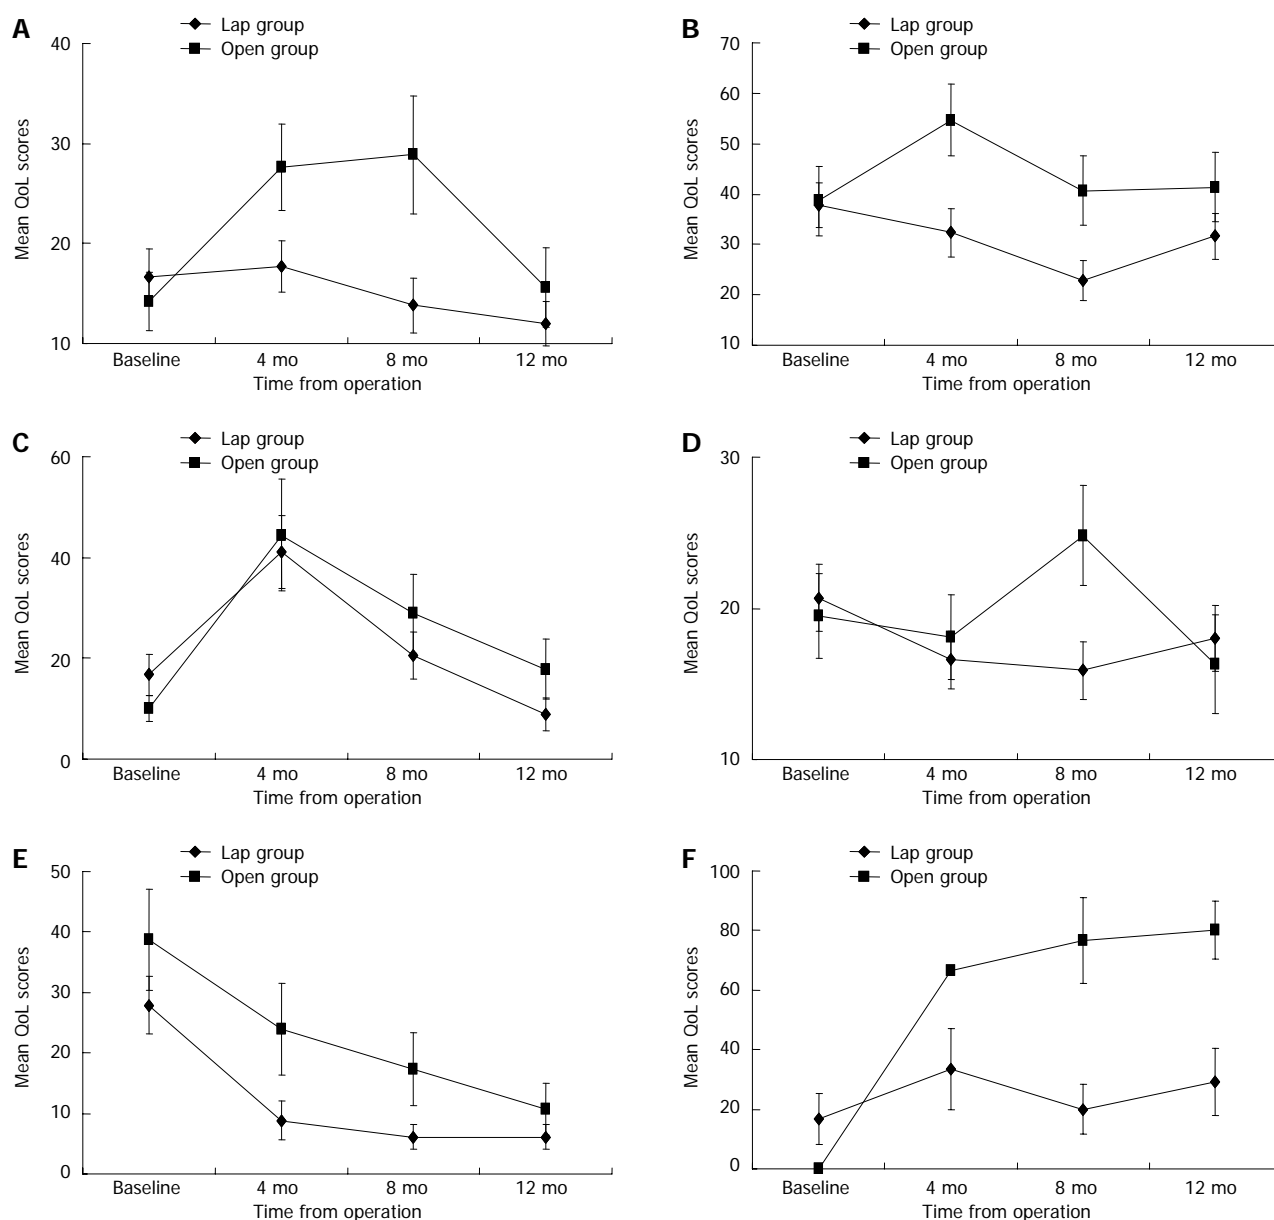 A
Lap group
Open group
40
30
20
10
Mean QoL scores
Baseline 4 mo 8 mo 12 mo
Time from operation
B
Lap group
Open group
70
60
50
40
30
20
10
Mean QoL scores
Baseline 4 mo 8 mo 12 mo
Time from operation
C
Lap group
Open group
60
40
20
0
Mean QoL scores
Baseline 4 mo 8 mo 12 mo
Time from operation
D
Lap group
Open group
30
20
10
Mean QoL scores
Baseline 4 mo 8 mo 12 mo
Time from operation
E
Lap group
Open group
50
40
30
20
10
0
Mean QoL scores
Baseline 4 mo 8 mo 12 mo
Time from operation
F
Lap group
Open group
100
80
60
40
20
0
Mean QoL scores
Baseline 4 mo 8 mo 12 mo
Time from operation